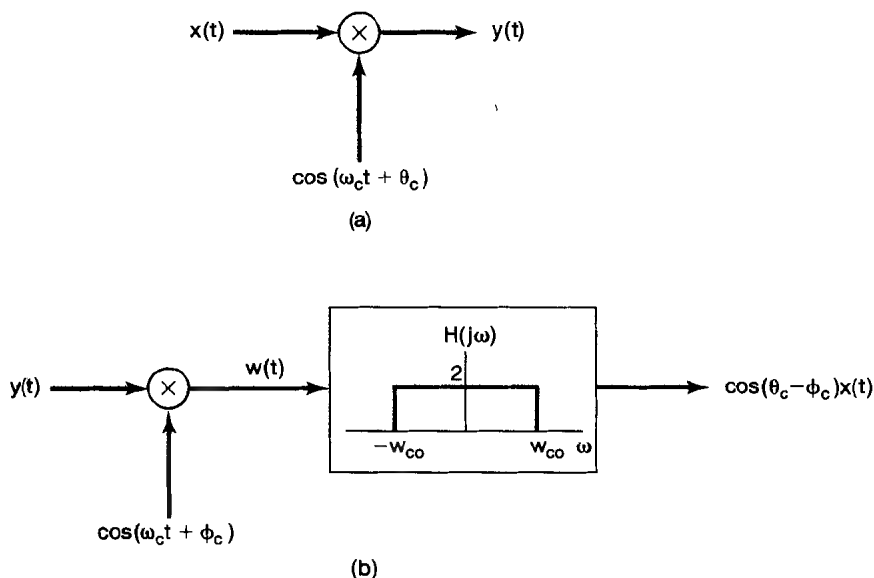 x(t) y(t)
cos (ω_c t + θ_c)
(a)
H(jω)
2
y(t) w(t) cos(θ_c−ϕ_c)x(t)
−w_co w_co ω
cos(ω_c t + ϕ_c)
(b)